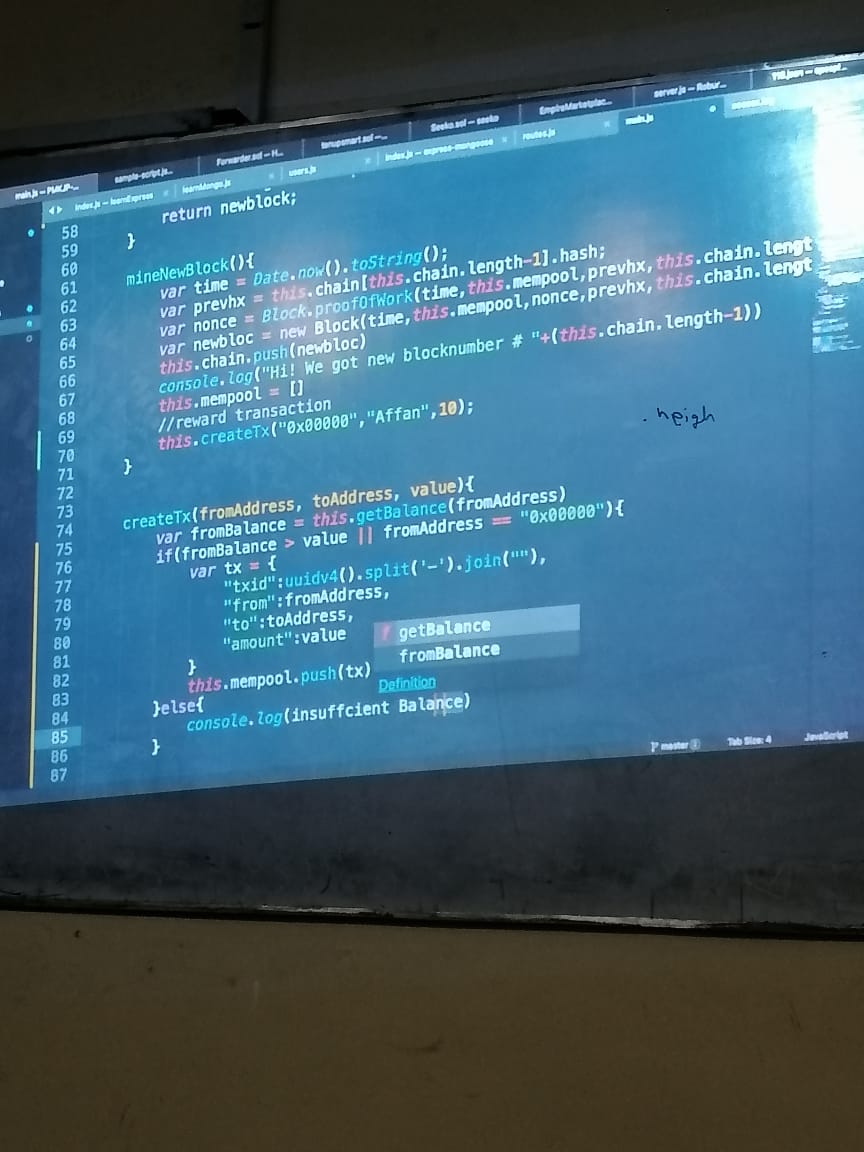 main.js — PMKJP-...
sample-script.js...
Forwarder.sol — H...
tenupsmart.sol —...
Seeko.sol — seeko
EmpireMarketplac...
server.js — Robur...
index.js — learnExpress
learnMongo.js
users.js
index.js — express-mongoose
routes.js
main.js
58 return newblock;
59 }
60
61 mineNewBlock(){
62 var time = Date.now().toString();
63 var prevhx = this.chain[this.chain.length-1].hash;
64 var nonce = Block.proofOfWork(time,this.mempool,prevhx,this.chain.lengt
65 var newbloc = new Block(time,this.mempool,nonce,prevhx,this.chain.lengt
66 this.chain.push(newbloc)
67 console.log("Hi! We got new blocknumber # "+(this.chain.length-1))
68 this.mempool = []
69 //reward transaction
70 this.createTx("0x00000","Affan",10);
71 }
72
73
74 createTx(fromAddress, toAddress, value){
75 var fromBalance = this.getBalance(fromAddress)
76 if(fromBalance > value || fromAddress == "0x00000"){
77 var tx = {
78 "txid":uuidv4().split('-').join(""),
79 "from":fromAddress,
80 "to":toAddress,
81 "amount":value
82 }
83 this.mempool.push(tx)
84 }else{
85 console.log(insuffcient Balance)
86 }
87
f getBalance
fromBalance
Definition
. heigh
master
Tab Size: 4
JavaScript